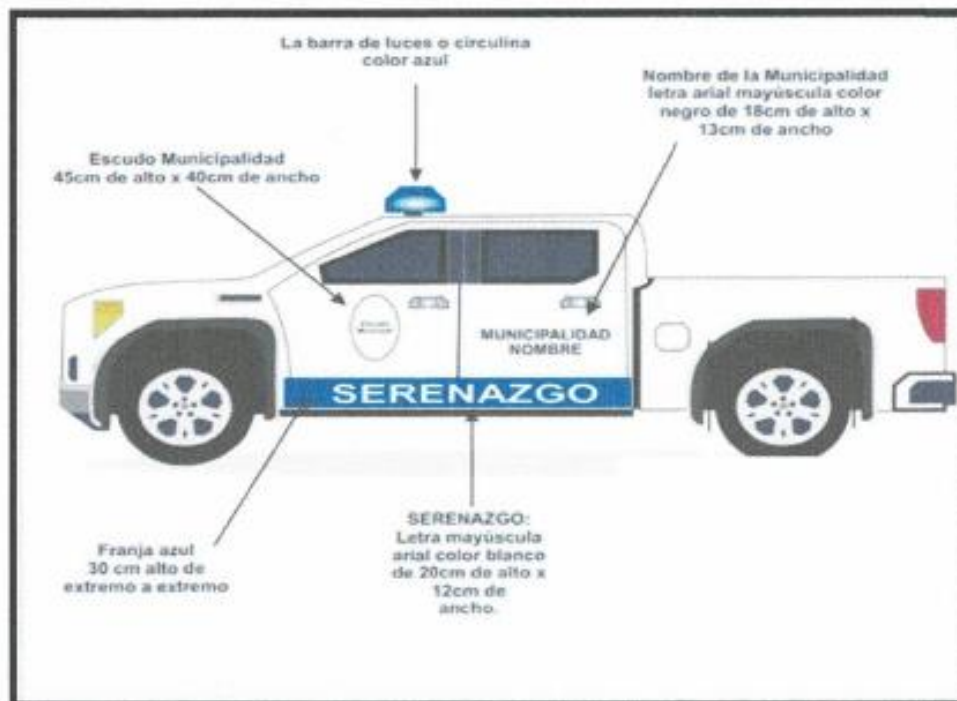 La barra de luces o circulina
color azul
Nombre de la Municipalidad
letra arial mayúscula color
negro de 18cm de alto x
13cm de ancho
Escudo Municipalidad
45cm de alto x 40cm de ancho
Escudo
Municipal
MUNICIPALIDAD
NOMBRE
SERENAZGO
SERENAZGO:
Letra mayúscula
arial color blanco
de 20cm de alto x
12cm de
ancho.
Franja azul
30 cm alto de
extremo a extremo